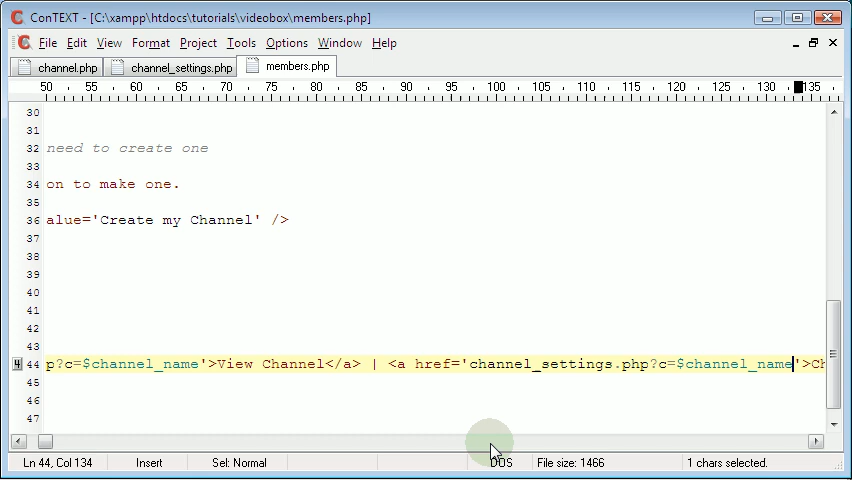 ConTEXT - [C:\xampp\htdocs\tutorials\videobox\members.php]
File Edit View Format Project Tools Options Window Help
channel.php channel_settings.php members.php
50 55 60 65 70 75 80 85 90 95 100 105 110 115 120 125 130 135
30
31
32 need to create one
33
34 on to make one.
35
36 alue='Create my Channel' />
37
38
39
40
41
42
43
4 44 p?c=$channel_name'>View Channel</a> | <a href='channel_settings.php?c=$channel_name'>Ch
45
46
47
Ln 44, Col 134 Insert Sel: Normal DOS File size: 1466 1 chars selected.